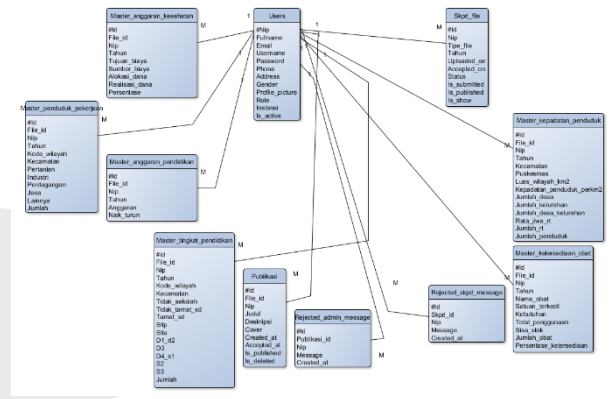 Master_anggaran_kesehatan
#Id
File_id
Nip
Tahun
Tujuan_biaya
Sumber_biaya
Alokasi_dana
Realisasi_dana
Persentase
M
1
Users
#Nip
Fullname
Email
Username
Password
Phone
Address
Gender
Profile_picture
Role
Instansi
Is_active
1
M
Skpd_file
#Id
Nip
Tipe_file
Tahun
Uploaded_on
Accepted_on
Status
Is_submitted
Is_published
Is_show
Master_penduduk_pekerjaan
#Id
File_id
Nip
Tahun
Kode_wilayah
Kecamatan
Pertanian
Industri
Perdagangan
Jasa
Lainnya
Jumlah
M
1
1
Master_anggaran_pendidikan
#Id
File_id
Nip
Tahun
Anggaran
Naik_turun
M
1
1
1
M
Master_kepadatan_penduduk
#Id
File_id
Nip
Tahun
Kecamatan
Puskesmas
Luas_wilayah_km2
Kepadatan_penduduk_perkm2
Jumlah_desa
Jumlah_kelurahan
Jumlah_desa_kelurahan
Rata_jiwa_rt
Jumlah_rt
Jumlah_penduduk
Master_tingkat_pendidikan
#Id
File_id
Nip
Tahun
Kode_wilayah
Kecamatan
Tidak_sekolah
Tidak_tamat_sd
Tamat_sd
Sltp
Slta
D1_d2
D3
D4_s1
S2
S3
Jumlah
M
Publikasi
#Id
File_id
Nip
Judul
Deskripsi
Cover
Created_at
Accepted_at
Is_published
Is_deleted
M
Rejected_admin_message
#Id
Publikasi_id
Nip
Message
Created_at
M
Rejected_skpd_message
#Id
Skpd_id
Nip
Message
Created_at
M
Master_ketersediaan_obat
#Id
File_id
Nip
Tahun
Nama_obat
Satuan_terkecil
Kebutuhan
Total_penggunaan
Sisa_stok
Jumlah_obat
Persentase_ketersediaan
M